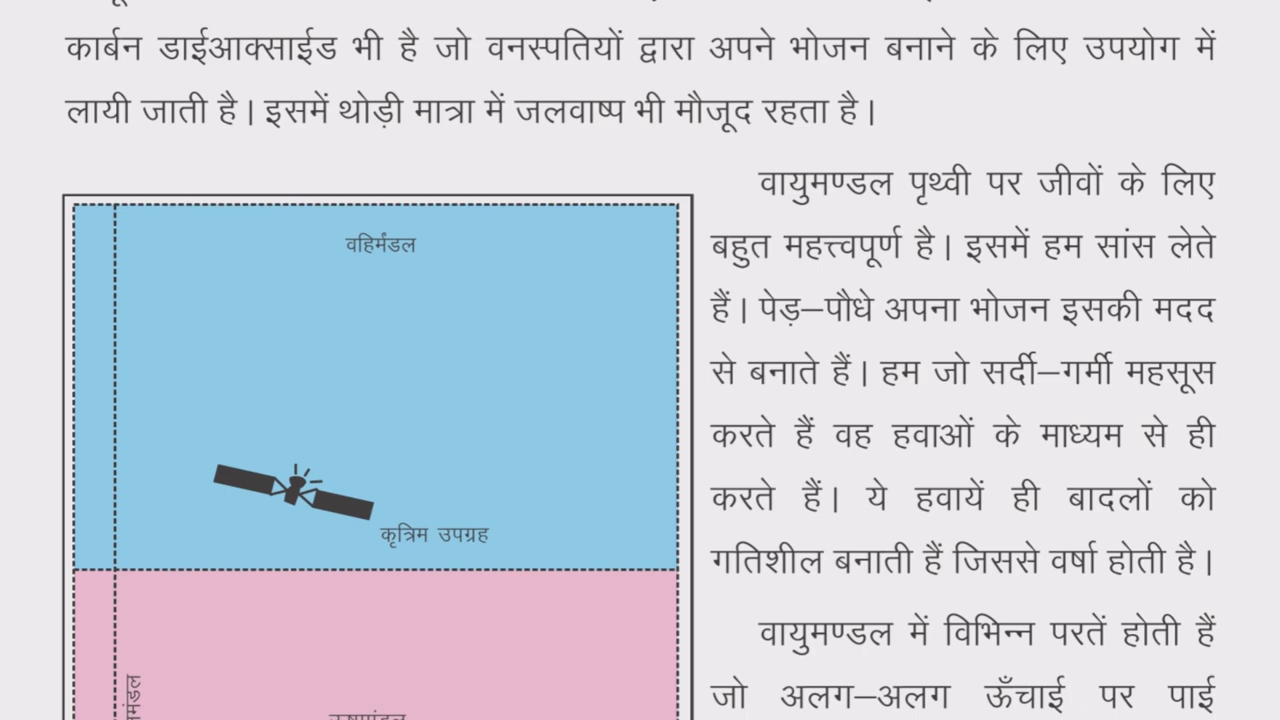 कार्बन डाईआक्साईड भी है जो वनस्पतियों द्वारा अपने भोजन बनाने के लिए उपयोग में
लायी जाती है। इसमें थोड़ी मात्रा में जलवाष्प भी मौजूद रहता है।
वायुमण्डल पृथ्वी पर जीवों के लिए
बहुत महत्त्वपूर्ण है। इसमें हम सांस लेते
हैं। पेड़–पौधे अपना भोजन इसकी मदद
से बनाते हैं। हम जो सर्दी–गर्मी महसूस
करते हैं वह हवाओं के माध्यम से ही
करते हैं। ये हवायें ही बादलों को
गतिशील बनाती हैं जिससे वर्षा होती है।
वायुमण्डल में विभिन्न परतें होती हैं
जो अलग–अलग ऊँचाई पर पाई
वहिर्मंडल
कृत्रिम उपग्रह